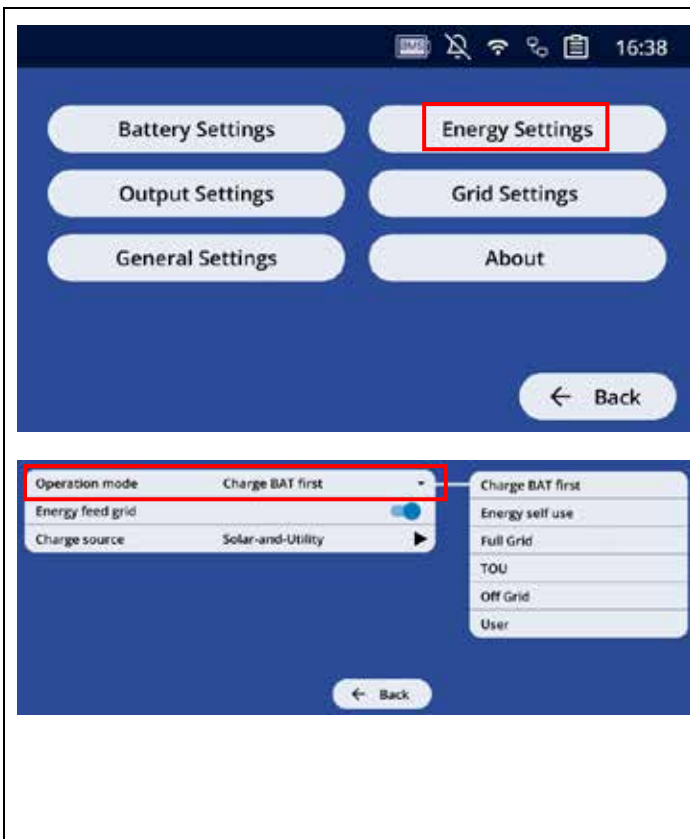 BMS 16:38
Battery Settings Energy Settings
Output Settings Grid Settings
General Settings About
← Back
Operation mode Charge BAT first Charge BAT first
Energy feed grid Energy self use
Charge source Solar-and-Utility Full Grid
TOU
Off Grid
User
← Back